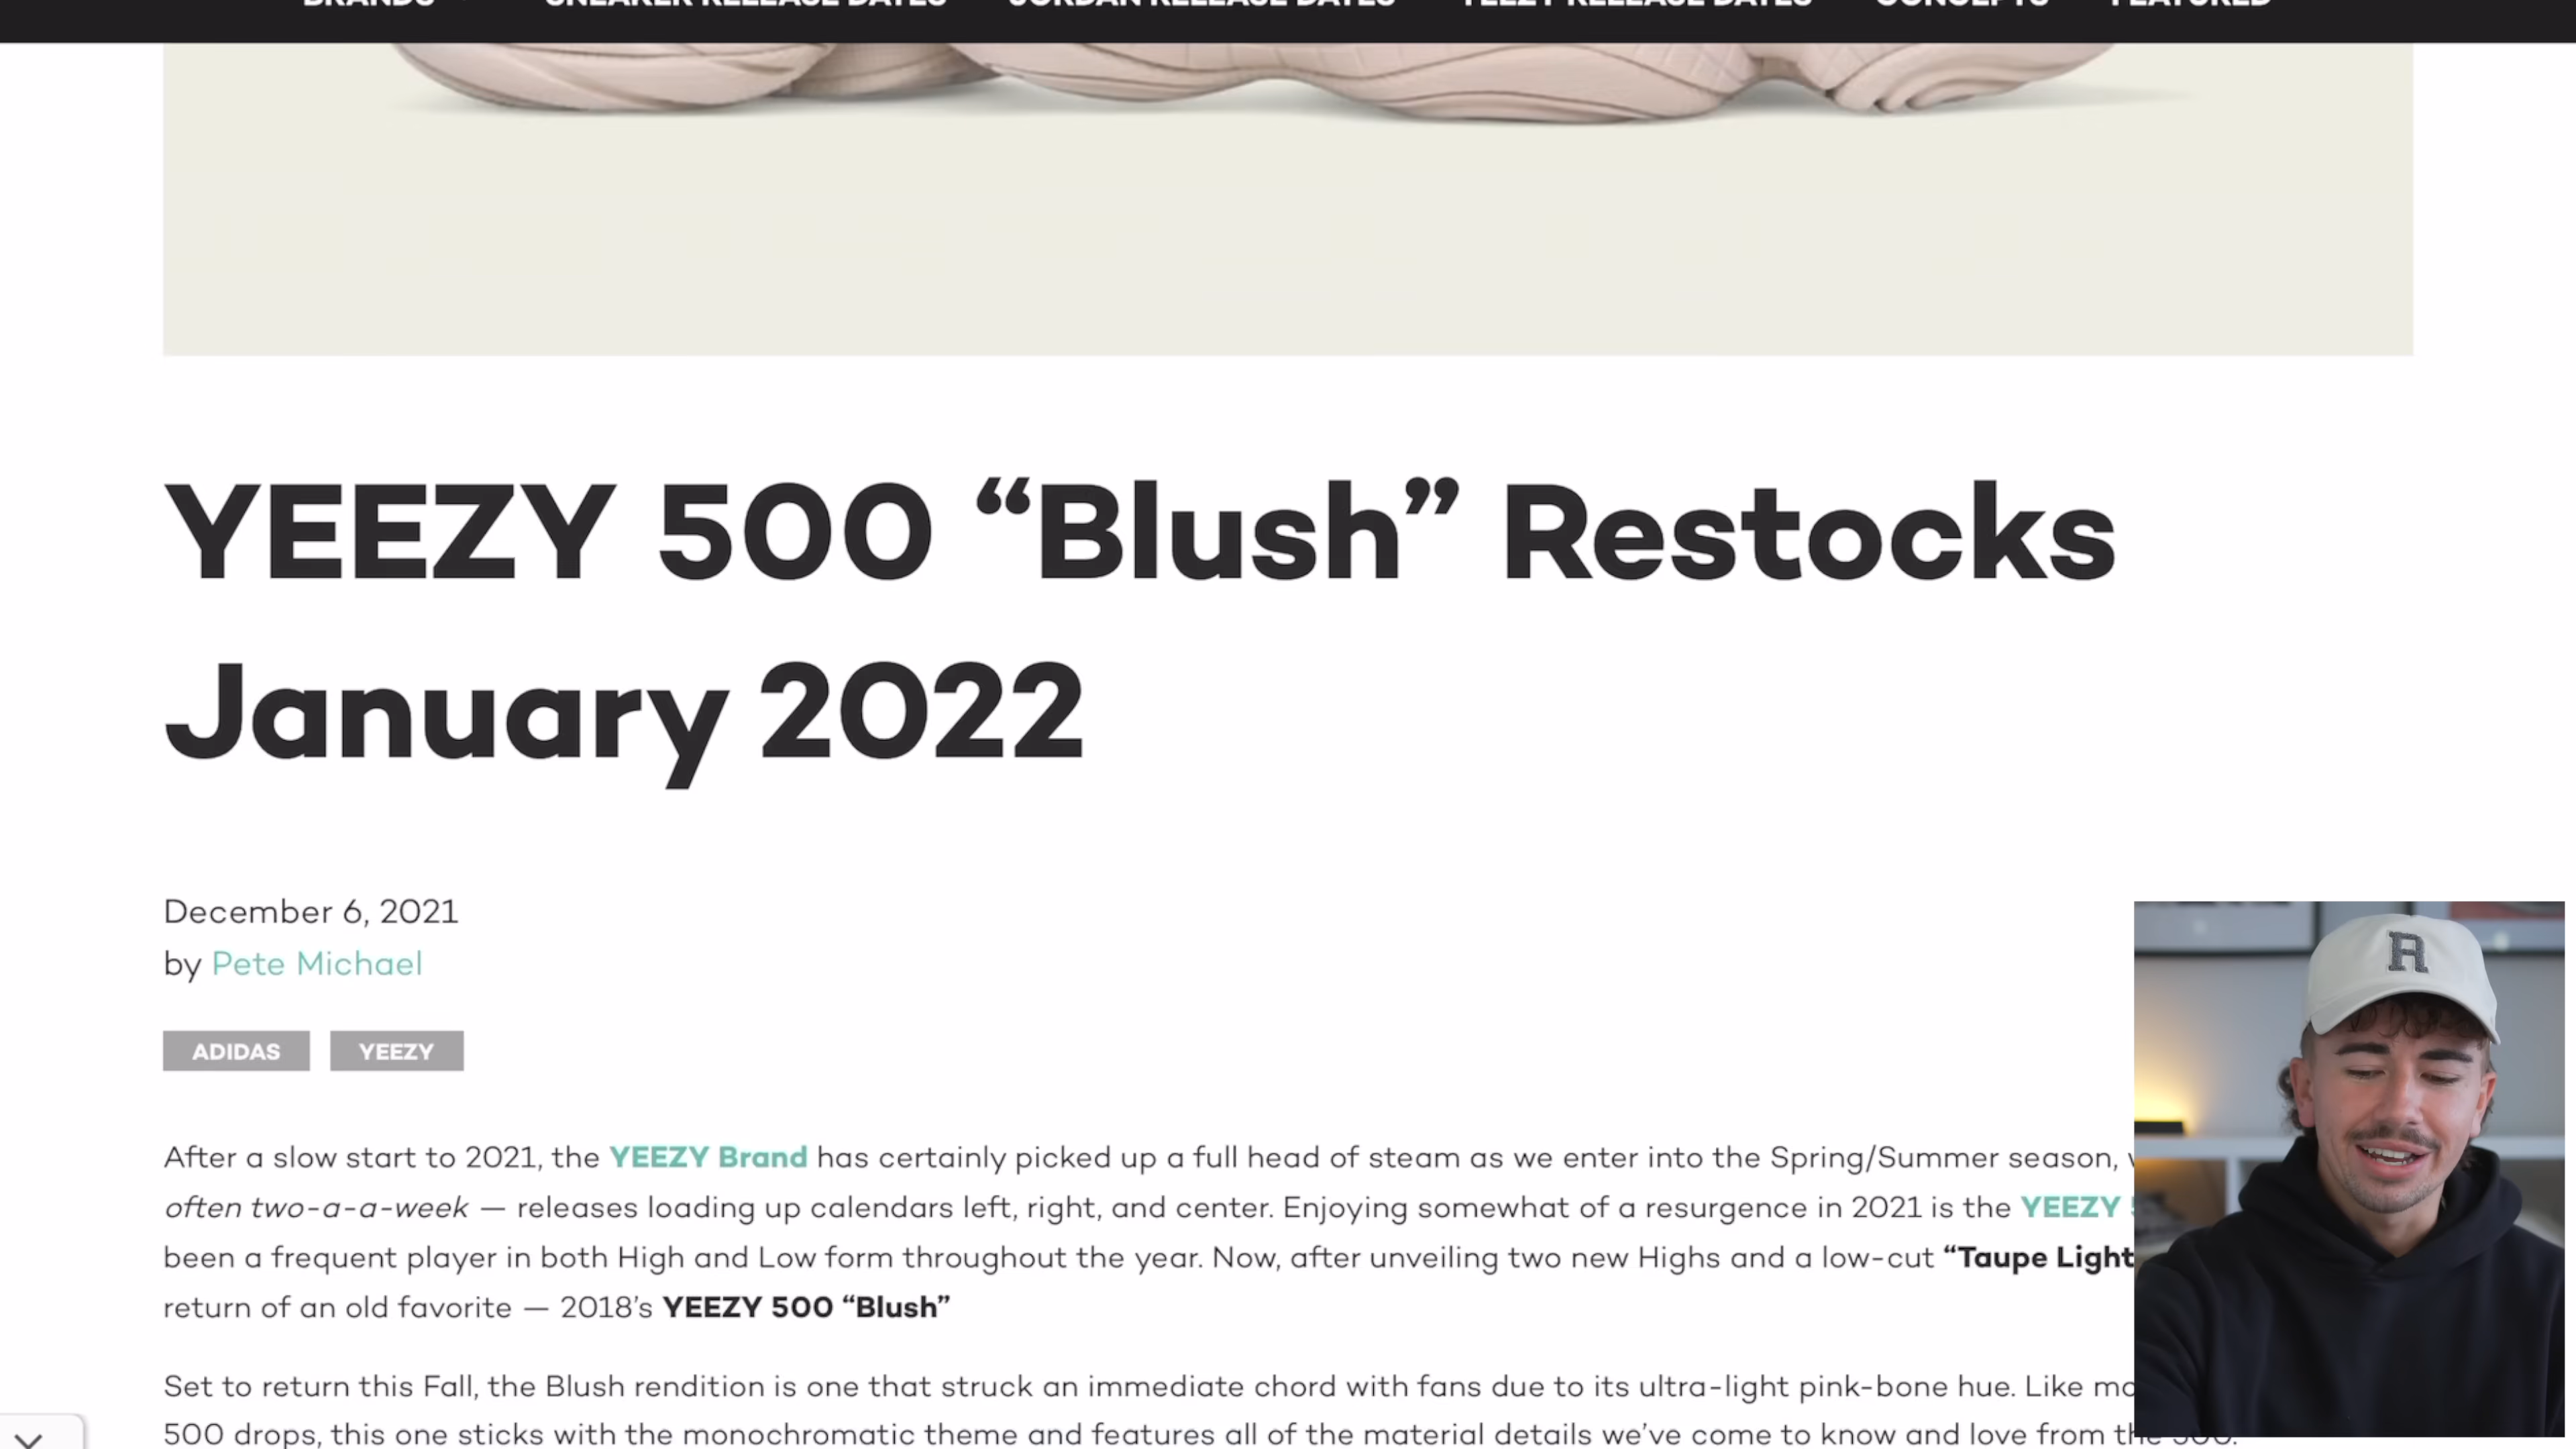 BRANDS SNEAKER RELEASE DATES JORDAN RELEASE DATES YEEZY RELEASE DATES CONCEPTS FEATURED
YEEZY 500 “Blush” Restocks
January 2022
December 6, 2021
by Pete Michael
ADIDAS YEEZY
R
After a slow start to 2021, the YEEZY Brand has certainly picked up a full head of steam as we enter into the Spring/Summer season,
often two-a-a-week — releases loading up calendars left, right, and center. Enjoying somewhat of a resurgence in 2021 is the YEEZY
been a frequent player in both High and Low form throughout the year. Now, after unveiling two new Highs and a low-cut “Taupe Light
return of an old favorite — 2018’s YEEZY 500 “Blush”
Set to return this Fall, the Blush rendition is one that struck an immediate chord with fans due to its ultra-light pink-bone hue. Like
500 drops, this one sticks with the monochromatic theme and features all of the material details we’ve come to know and love from the 500.